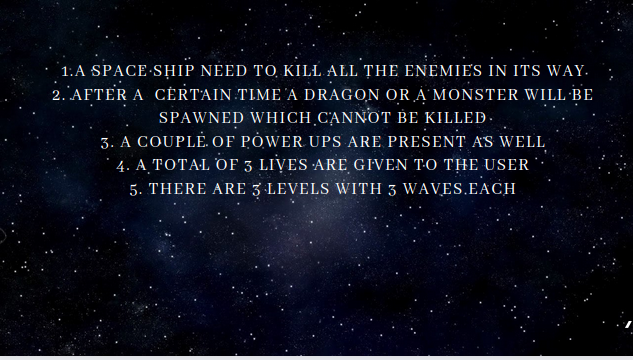 1.A SPACE SHIP NEED TO KILL ALL THE ENEMIES IN ITS WAY
2. AFTER A CERTAIN TIME A DRAGON OR A MONSTER WILL BE
SPAWNED WHICH CANNOT BE KILLED
3. A COUPLE OF POWER UPS ARE PRESENT AS WELL
4. A TOTAL OF 3 LIVES ARE GIVEN TO THE USER
5. THERE ARE 3 LEVELS WITH 3 WAVES EACH